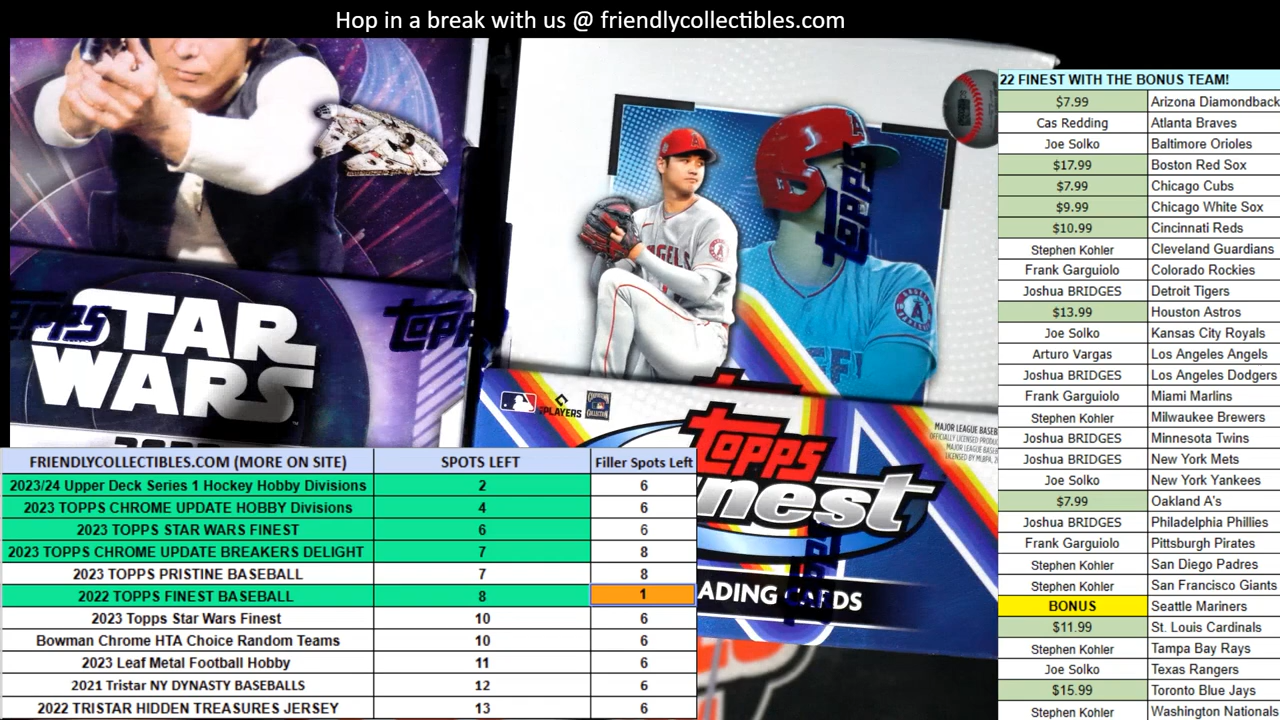 Hop in a break with us @ friendlycollectibles.com
22 FINEST WITH THE BONUS TEAM!
$7.99 Arizona Diamondback
Cas Redding Atlanta Braves
Joe Solko Baltimore Orioles
$17.99 Boston Red Sox
$7.99 Chicago Cubs
$9.99 Chicago White Sox
$10.99 Cincinnati Reds
Stephen Kohler Cleveland Guardians
Frank Garguiolo Colorado Rockies
Joshua BRIDGES Detroit Tigers
$13.99 Houston Astros
Joe Solko Kansas City Royals
Arturo Vargas Los Angeles Angels
Joshua BRIDGES Los Angeles Dodgers
Frank Garguiolo Miami Marlins
Stephen Kohler Milwaukee Brewers
Joshua BRIDGES Minnesota Twins
Joshua BRIDGES New York Mets
Joe Solko New York Yankees
$7.99 Oakland A's
Joshua BRIDGES Philadelphia Phillies
Frank Garguiolo Pittsburgh Pirates
Stephen Kohler San Diego Padres
Stephen Kohler San Francisco Giants
BONUS Seattle Mariners
$11.99 St. Louis Cardinals
Stephen Kohler Tampa Bay Rays
Joe Solko Texas Rangers
$15.99 Toronto Blue Jays
Stephen Kohler Washington Nationals
topps
STAR
WARS
topps
topps
PLAYERS
topps
nest
ADING CARDS
FRIENDLYCOLLECTIBLES.COM (MOTION SITE) SPOTS LEFT Filler Spots Left
2023/24 Upper Deck Series 1 Hockey Hobby Divisions 2 6
2023 TOPPS CHROME UPDATE HOBBY Divisions 4 6
2023 TOPPS STAR WARS FINEST 6 6
2023 TOPPS CHROME UPDATE BREAKERS DELIGHT 7 8
2023 TOPPS PRISTINE BASEBALL 7 8
2022 TOPPS FINEST BASEBALL 8 1
2023 Topps Star Wars Finest 10 6
Bowman Chrome HTA Choice Random Teams 10 6
2023 Leaf Metal Football Hobby 11 6
2021 Tristar NY DYNASTY BASEBALLS 12 6
2022 TRISTAR HIDDEN TREASURES JERSEY 13 6